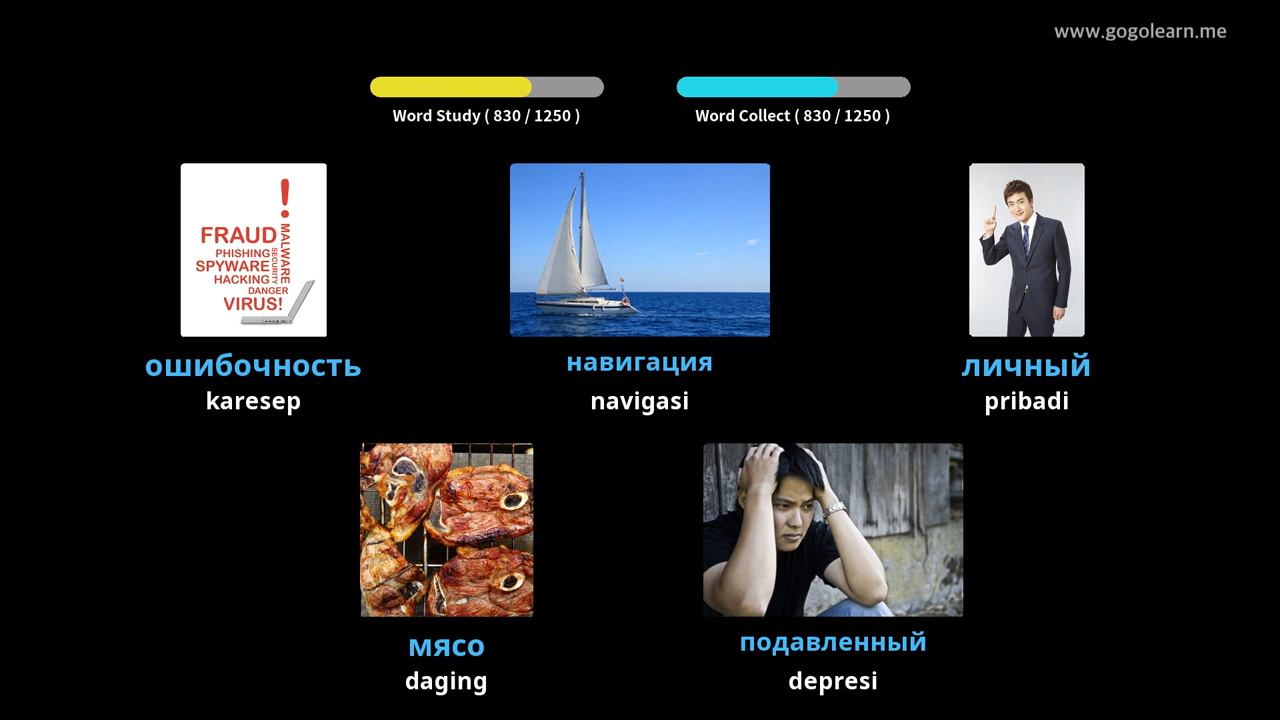 www.gogolearn.me
Word Study ( 830 / 1250 )
Word Collect ( 830 / 1250 )
!
FRAUD
MALWARE
PHISHING
SECURITY
SPYWARE
HACKING
DANGER
VIRUS!
ошибочность
karesep
навигация
navigasi
личный
pribadi
мясо
daging
подавленный
depresi